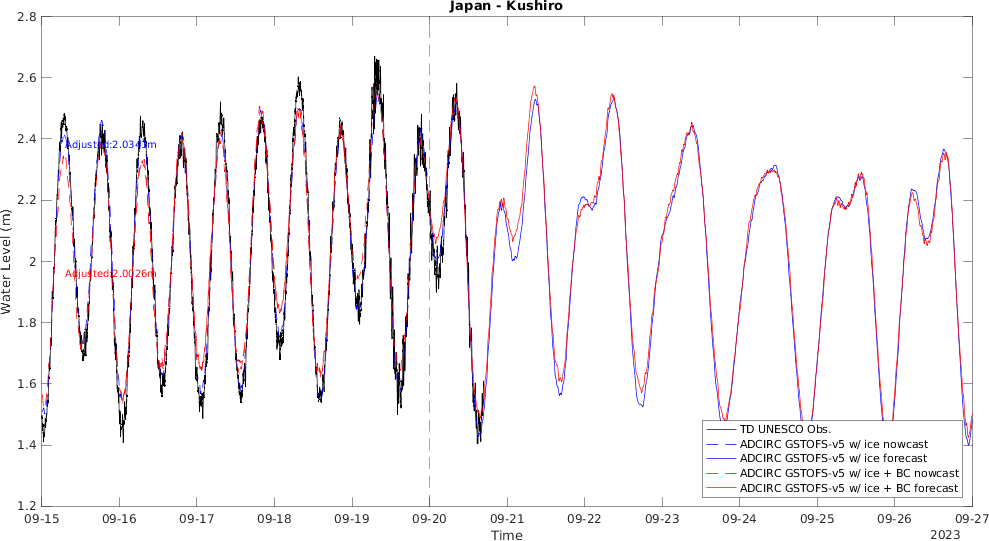 Japan - Kushiro
2.8
2.6
2.4
2.2
2
1.8
1.6
1.4
1.2
Water Level (m)
Adjusted:2.0341m
Adjusted:2.0026m
TD UNESCO Obs.
ADCIRC GSTOFS-v5 w/ ice nowcast
ADCIRC GSTOFS-v5 w/ ice forecast
ADCIRC GSTOFS-v5 w/ ice + BC nowcast
ADCIRC GSTOFS-v5 w/ ice + BC forecast
09-15 09-16 09-17 09-18 09-19 09-20 09-21 09-22 09-23 09-24 09-25 09-26 09-27
Time
2023